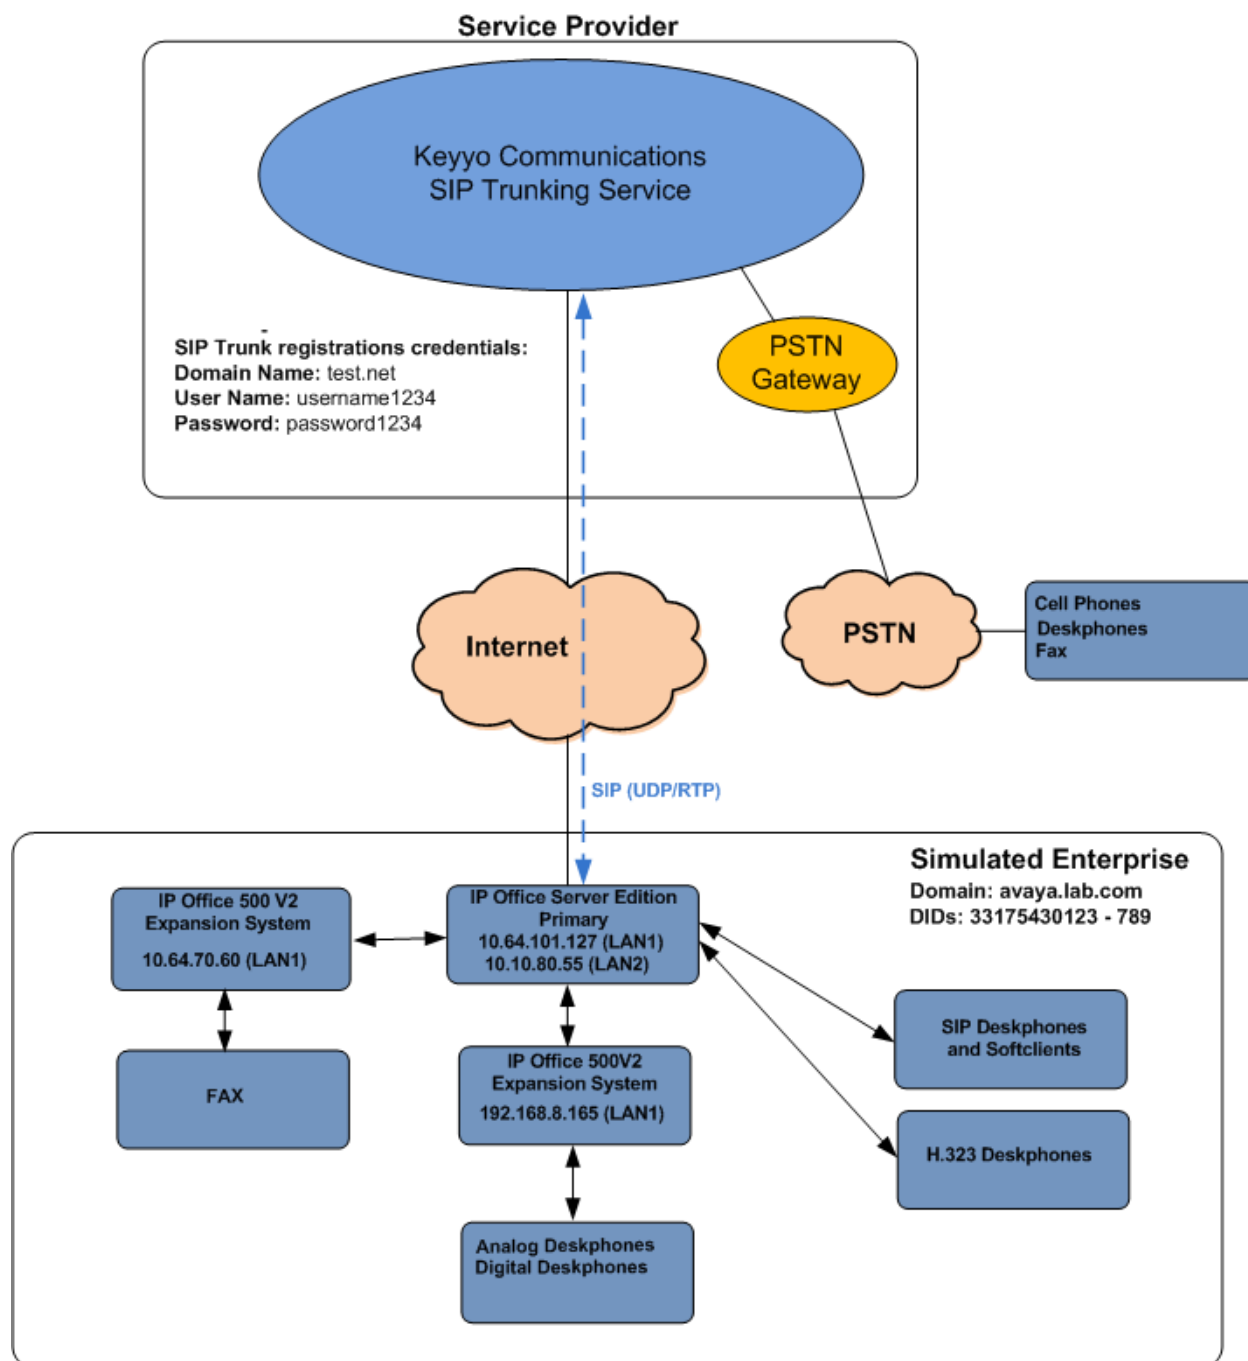 Service Provider
Keyyo Communications
SIP Trunking Service
SIP Trunk registrations credentials:
Domain Name: test.net
User Name: username1234
Password: password1234
PSTN
Gateway
Internet
PSTN
Cell Phones
Deskphones
Fax
SIP (UDP/RTP)
Simulated Enterprise
Domain: avaya.lab.com
DIDs: 33175430123 - 789
IP Office 500 V2
Expansion System
10.64.70.60 (LAN1)
IP Office Server Edition
Primary
10.64.101.127 (LAN1)
10.10.80.55 (LAN2)
SIP Deskphones
and Softclients
FAX
IP Office 500V2
Expansion System
192.168.8.165 (LAN1)
H.323 Deskphones
Analog Deskphones
Digital Deskphones